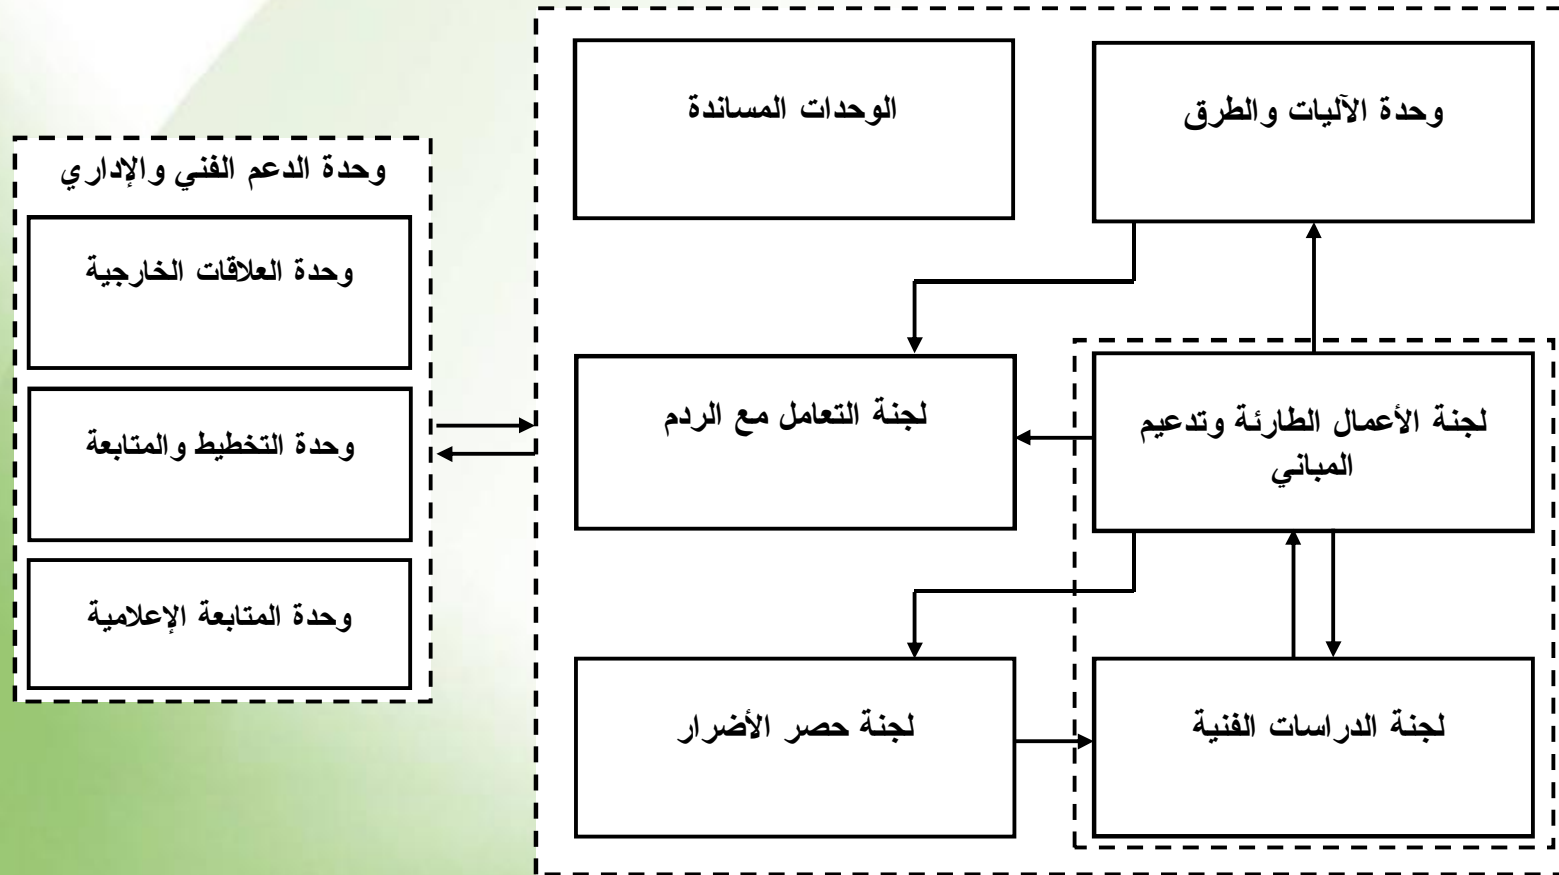 وحدة الآليات والطرق
الوحدات المساندة
وحدة الدعم الفني والإداري
وحدة العلاقات الخارجية
لجنة الأعمال الطارئة وتدعيم
المباني
لجنة التعامل مع الردم
وحدة التخطيط والمتابعة
وحدة المتابعة الإعلامية
لجنة الدراسات الفنية
لجنة حصر الأضرار